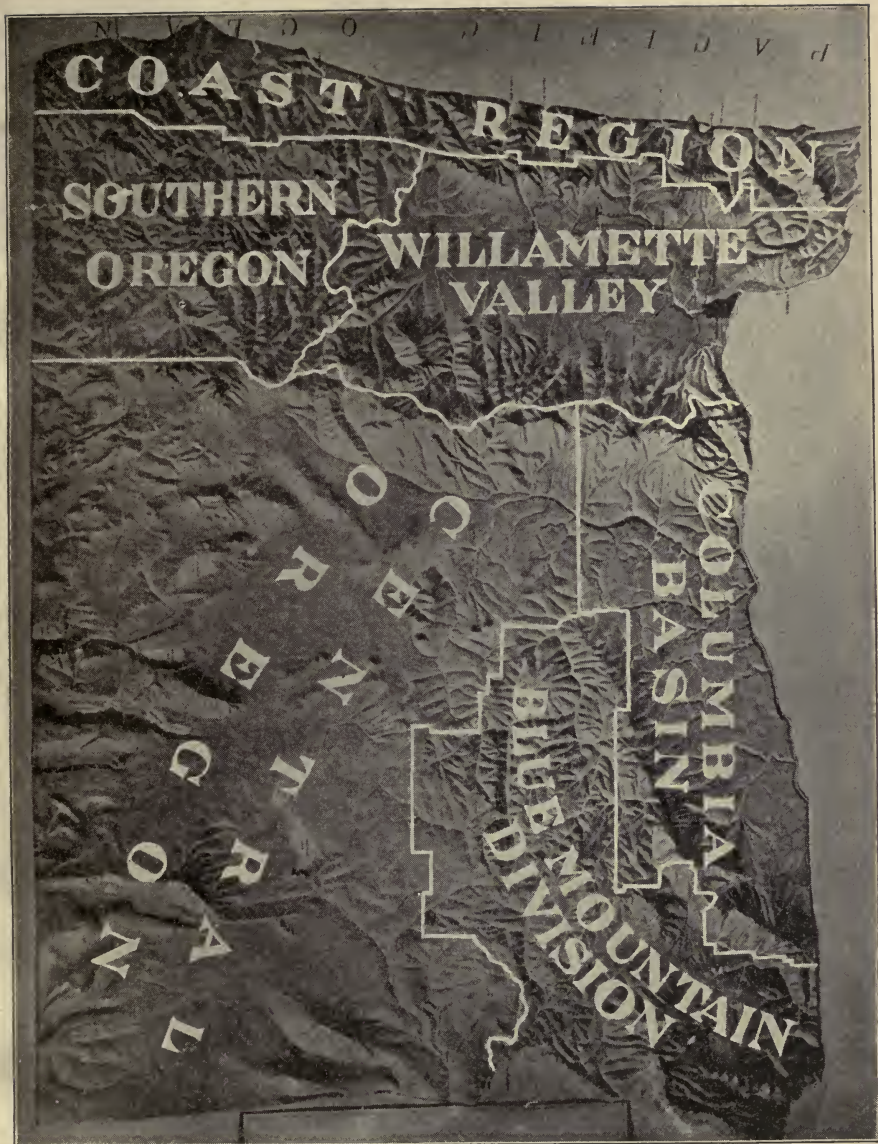 PACIFIC OCEAN
COAST REGION
SOUTHERN
OREGON
WILLAMETTE
VALLEY
COLUMBIA
BASIN
BLUE MOUNTAIN
DIVISION
CENTRAL
OREGON